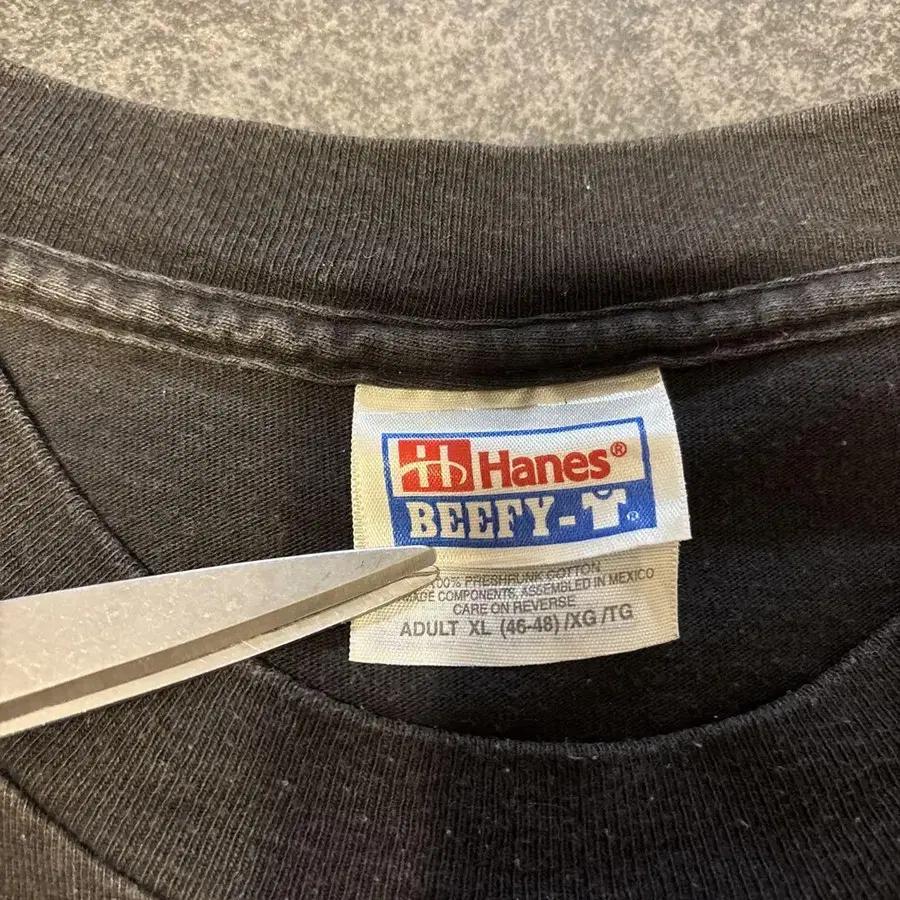 Hanes®
BEEFY-T®
100% PRESHRUNK COTTON
COMPONENTS, ASSEMBLED IN MEXICO
CARE ON REVERSE
ADULT XL (46-48) /XG /TG